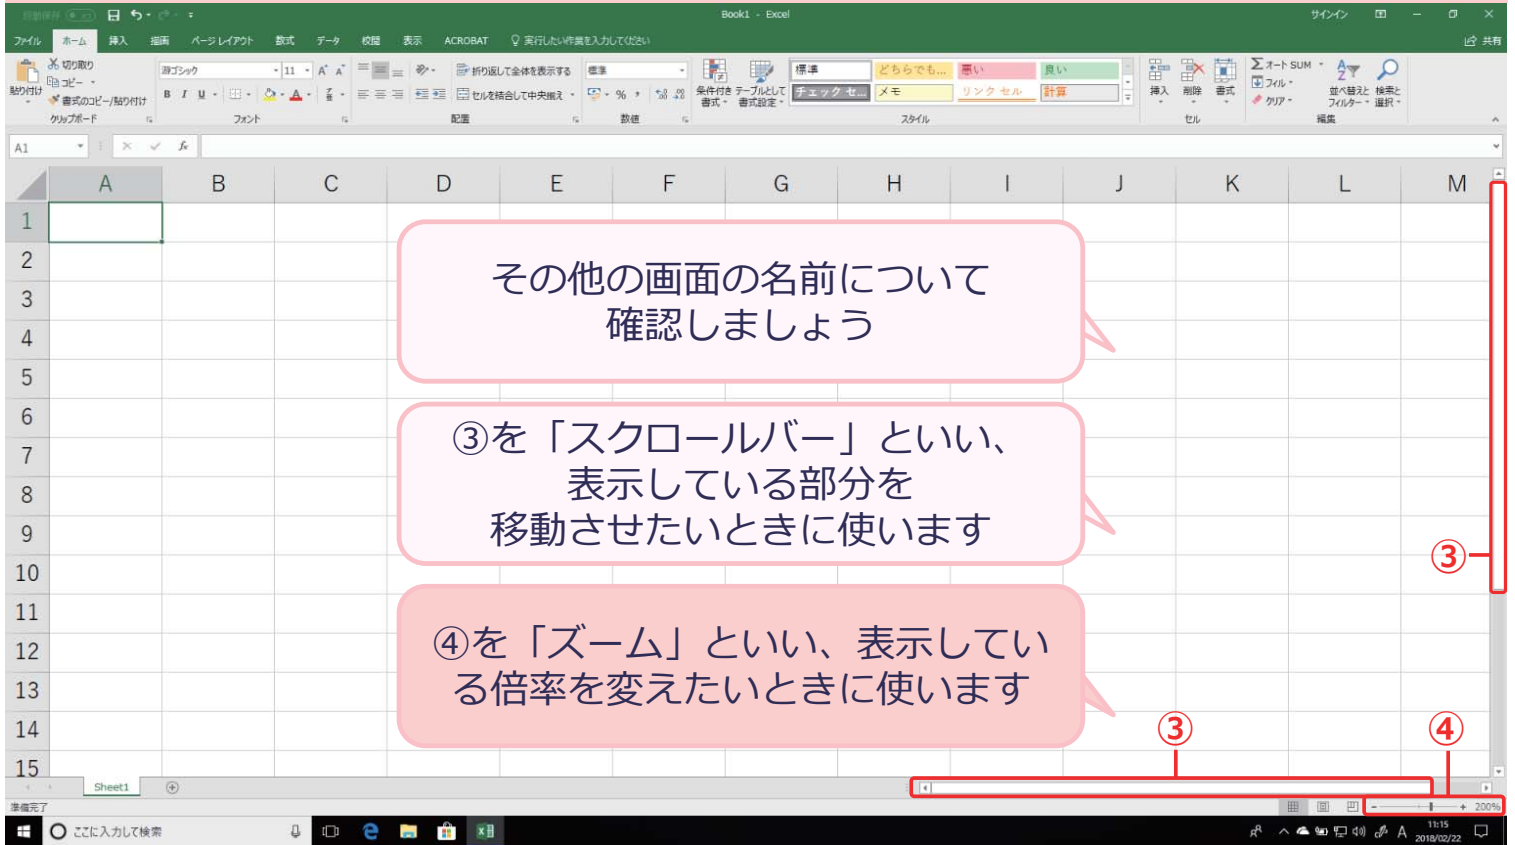 自動保存 オフ Book1 - Excel サインイン
ファイル ホーム 挿入 描画 ページ レイアウト 数式 データ 校閲 表示 ACROBAT 実行したい作業を入力してください 共有
貼り付け 切り取り コピー 書式のコピー/貼り付け
クリップボード
游ゴシック 11 A A
B I U A
フォント
折り返して全体を表示する
セルを結合して中央揃え
配置
標準
% ,
数値
条件付き書式 テーブルとして書式設定
標準 どちらでも... 悪い 良い
チェック セ... メモ リンク セル 計算
スタイル
挿入 削除 書式
セル
Σ オート SUM
フィル
クリア
並べ替えとフィルター 検索と選択
編集
A1 fx
A B C D E F G H I J K L M
1
2
3
4
5
6
7
8
9
10
11
12
13
14
15
その他の画面の名前について
確認しましょう
③を「スクロールバー」といい、
表示している部分を
移動させたいときに使います
③
④を「ズーム」といい、表示してい
る倍率を変えたいときに使います
③ ④
Sheet1
準備完了 - + 200%
ここに入力して検索 A 11:15
2018/02/22